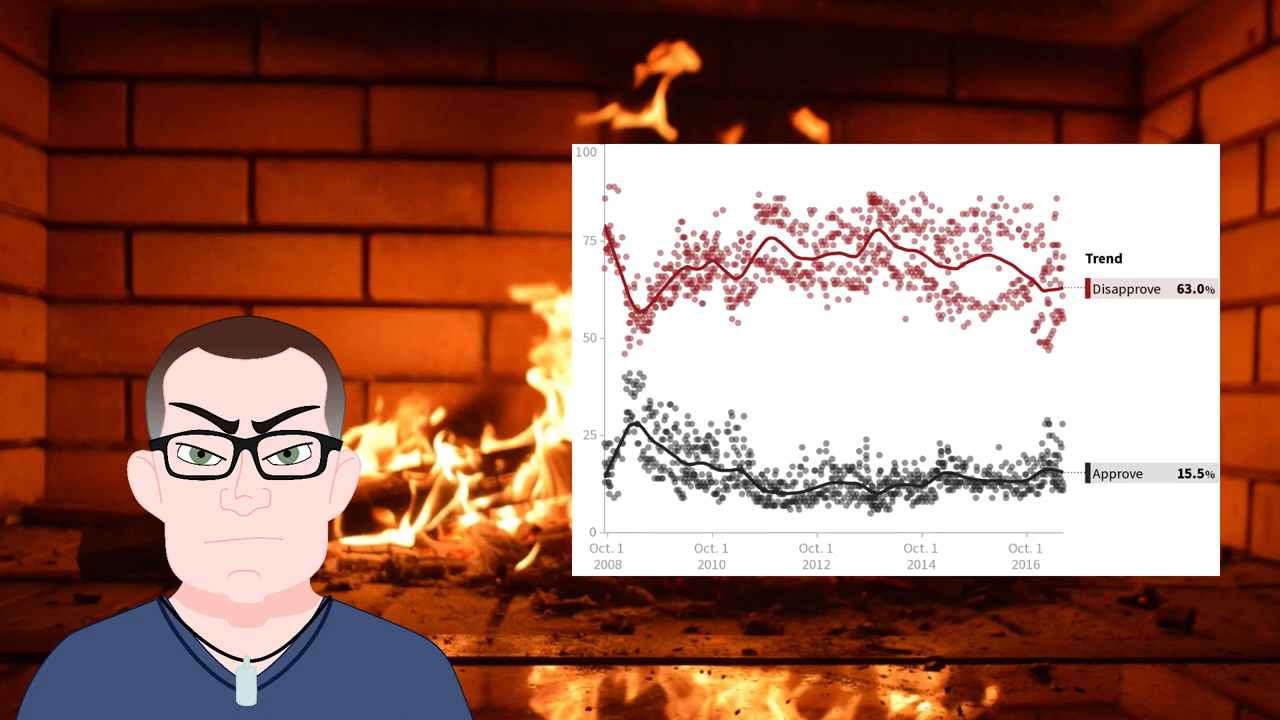 100
75
50
25
0
Oct. 1 Oct. 1 Oct. 1 Oct. 1 Oct. 1
2008 2010 2012 2014 2016
Trend
Disapprove 63.0%
Approve 15.5%